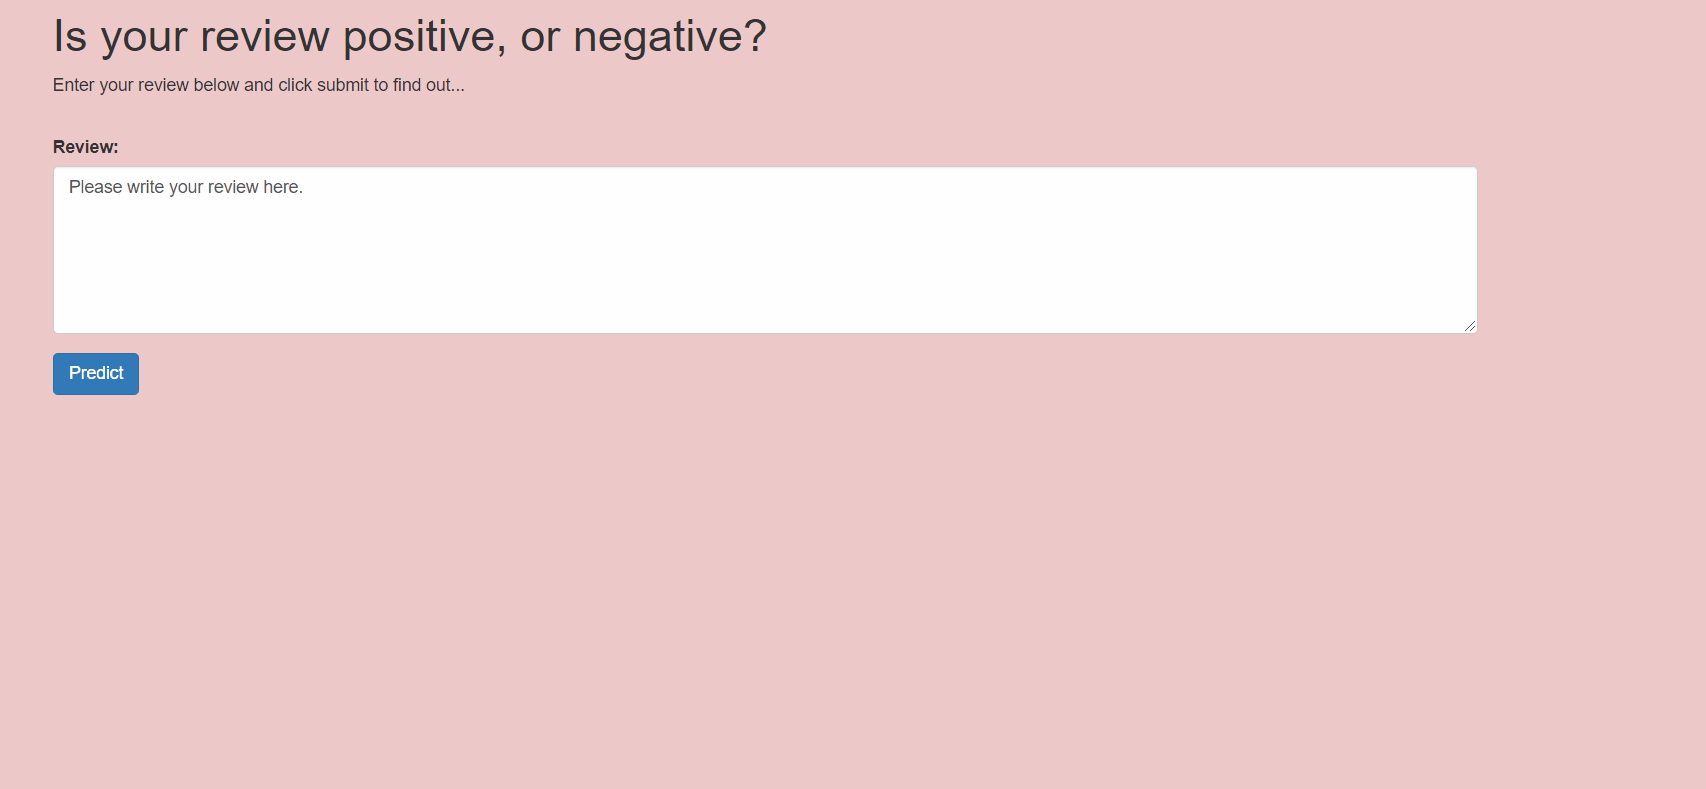 Is your review positive, or negative?
Enter your review below and click submit to find out...
Review:
Please write your review here.
Predict